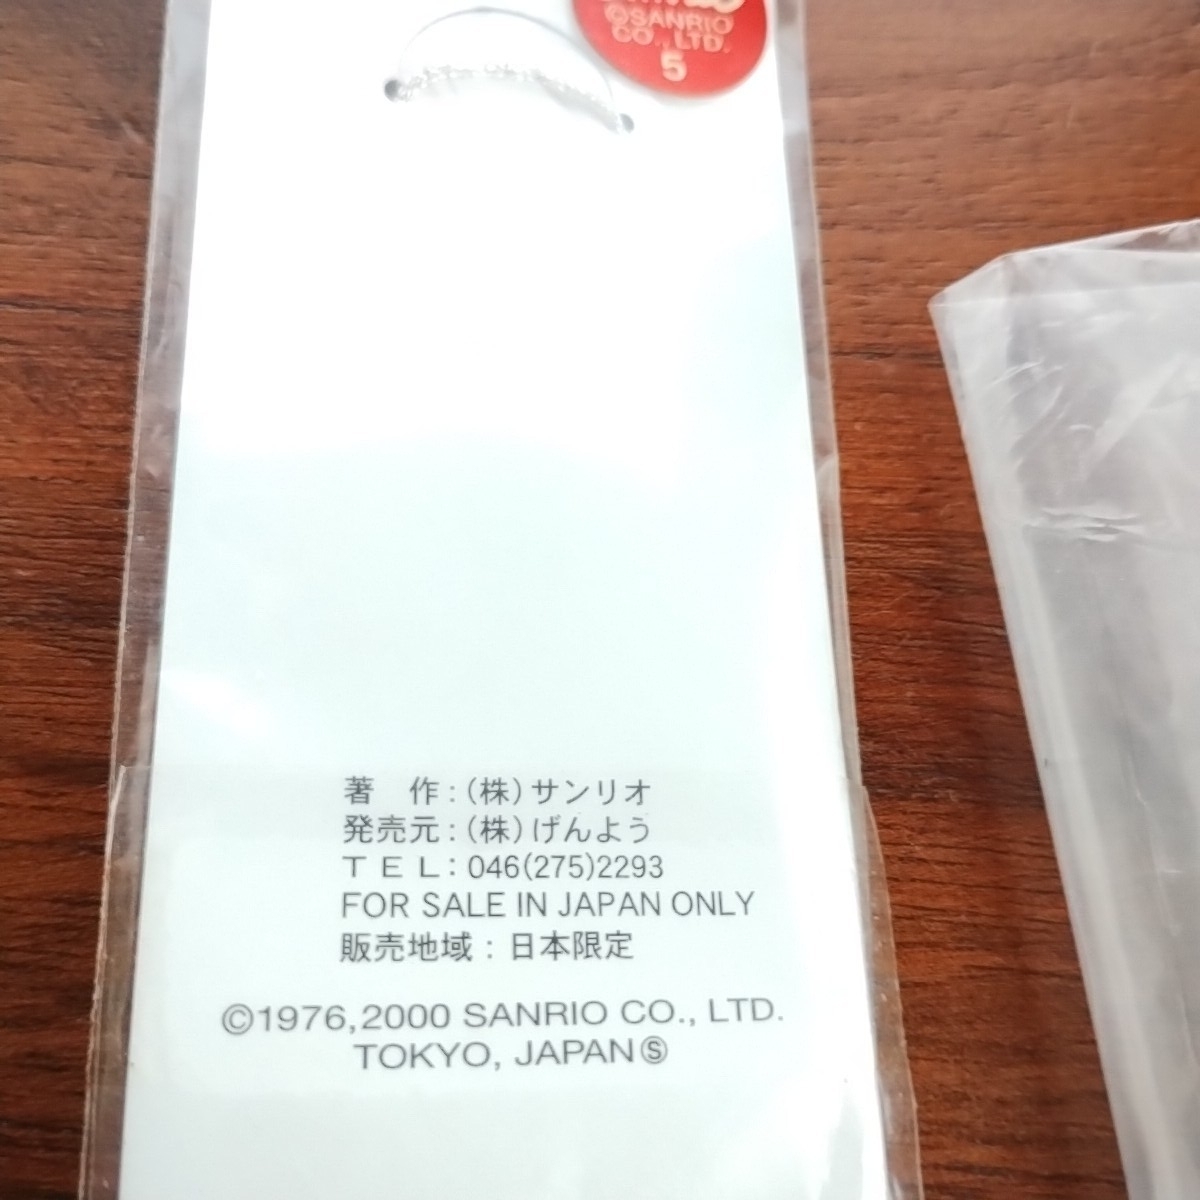 ©SANRIO
CO., LTD.
5
著　作：(株)サンリオ
発売元：(株)げんよう
ＴＥＬ：046(275)2293
FOR SALE IN JAPAN ONLY
販売地域：日本限定
©1976,2000 SANRIO CO., LTD.
TOKYO, JAPANⓈ